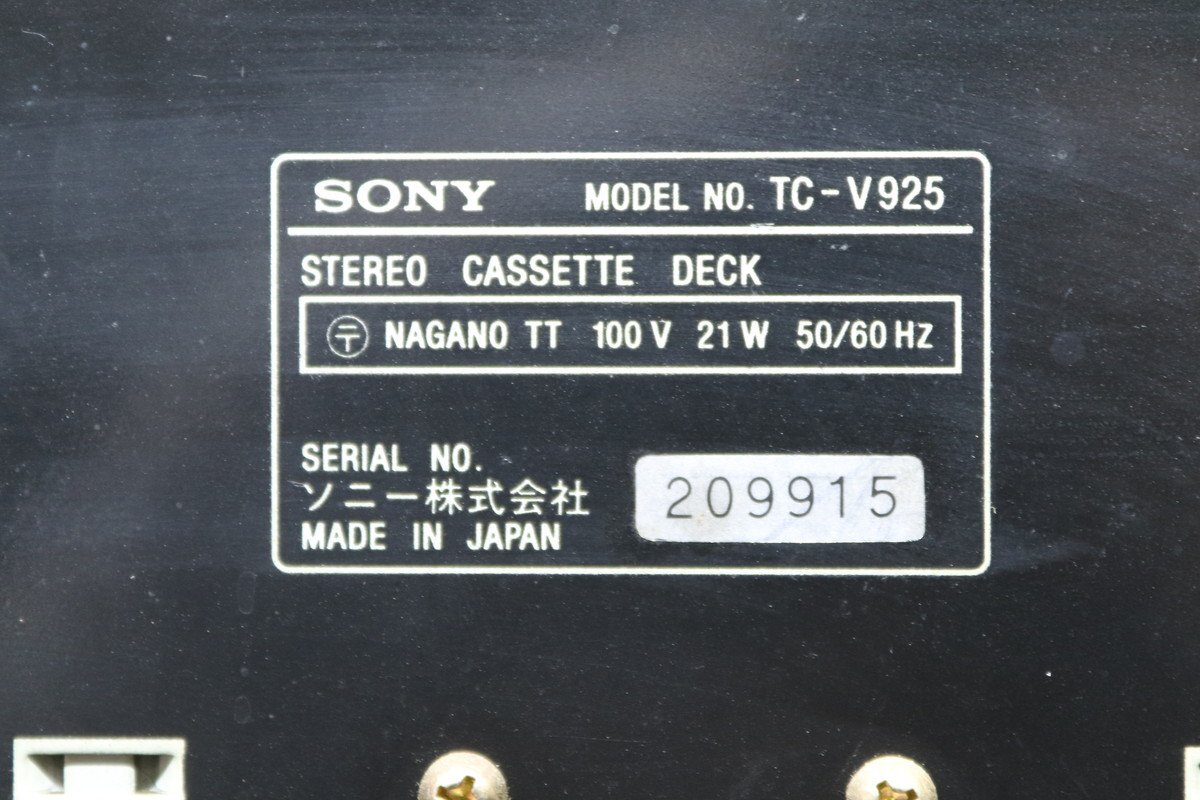 SONY MODEL NO. TC-V925
STEREO CASSETTE DECK
〒 NAGANO TT 100V 21W 50/60Hz
SERIAL NO.
ソニー株式会社 209915
MADE IN JAPAN